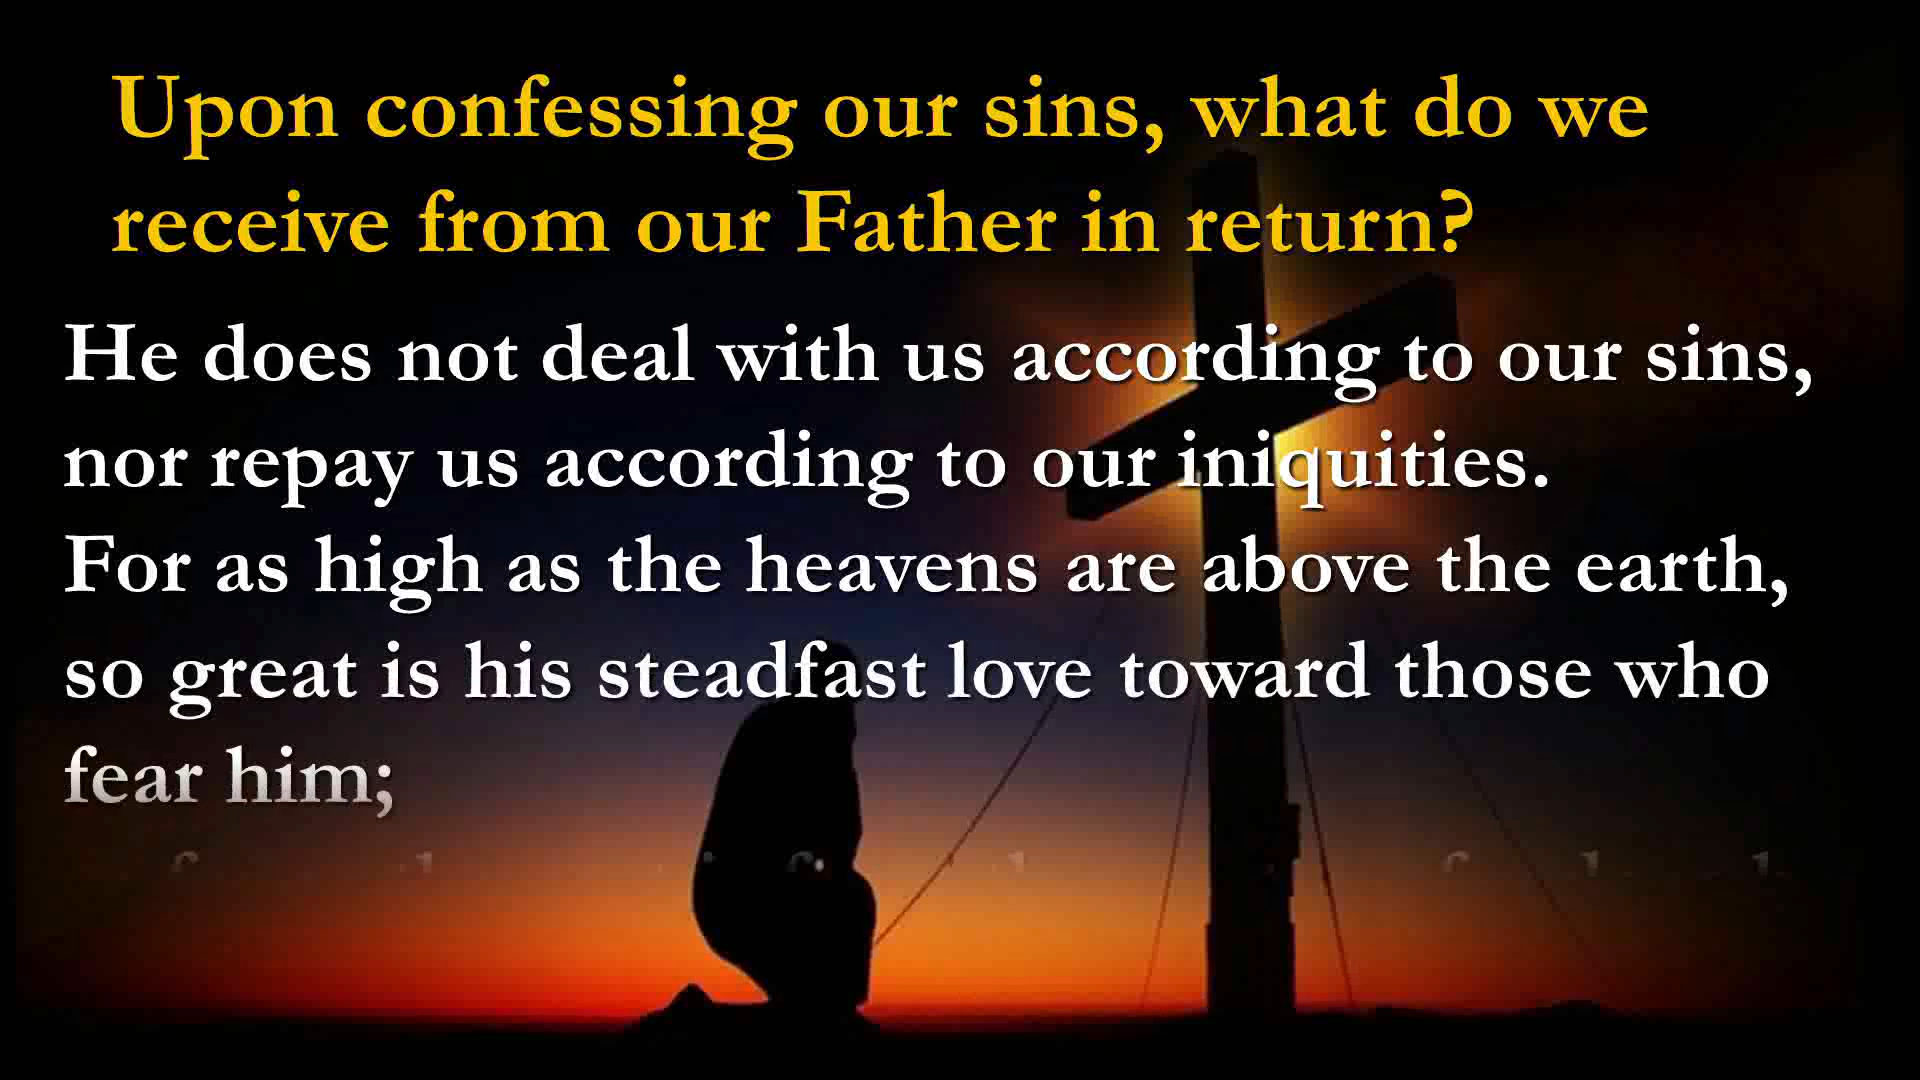 Upon confessing our sins, what do we
receive from our Father in return?
He does not deal with us according to our sins,
nor repay us according to our iniquities.
For as high as the heavens are above the earth,
so great is his steadfast love toward those who
fear him;